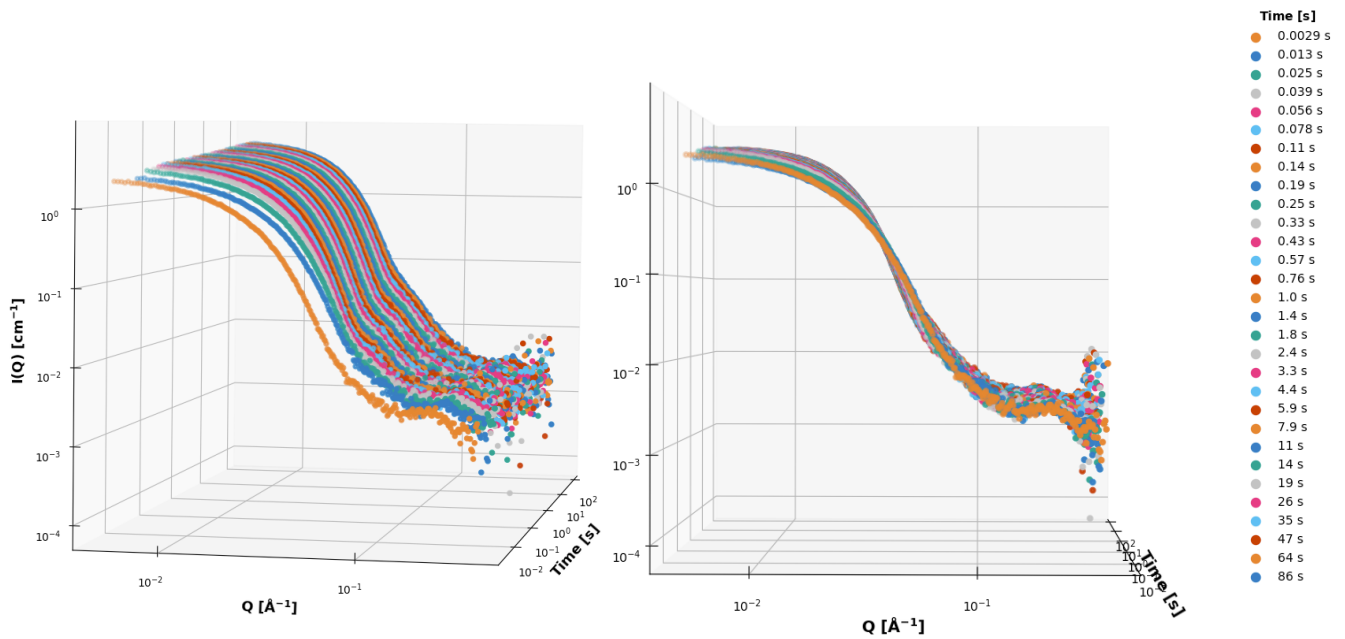 I(Q) [cm⁻¹]
10⁰
10⁻¹
10⁻²
10⁻³
10⁻⁴
10⁻²
10⁻¹
Q [Å⁻¹]
10⁻²
10⁻¹
10⁰
10¹
10²
Time [s]
10⁰
10⁻¹
10⁻²
10⁻³
10⁻⁴
10⁻²
10⁻¹
Q [Å⁻¹]
10²
Time [s]
Time [s]
0.0029 s
0.013 s
0.025 s
0.039 s
0.056 s
0.078 s
0.11 s
0.14 s
0.19 s
0.25 s
0.33 s
0.43 s
0.57 s
0.76 s
1.0 s
1.4 s
1.8 s
2.4 s
3.3 s
4.4 s
5.9 s
7.9 s
11 s
14 s
19 s
26 s
35 s
47 s
64 s
86 s